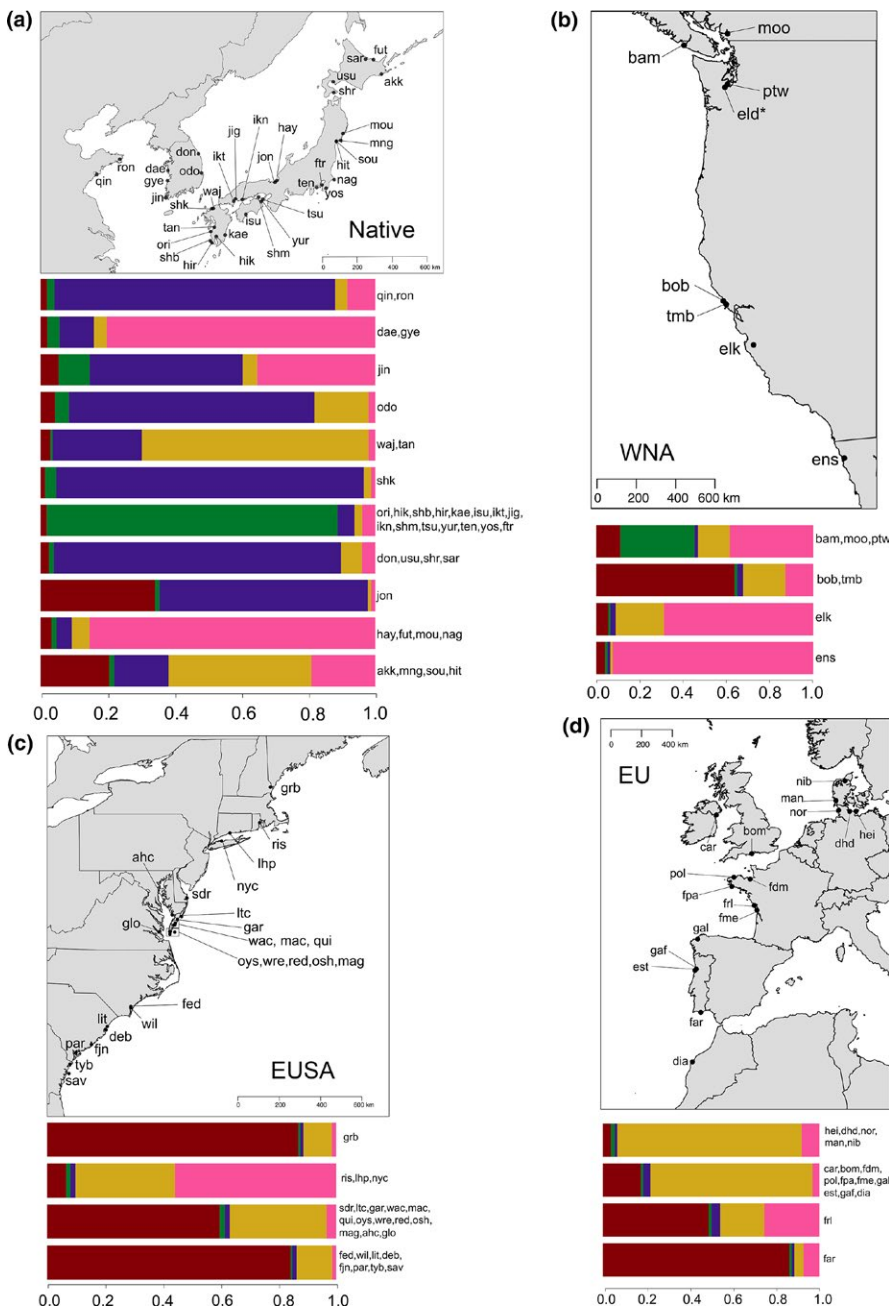 (a)
fut
sar
akk
usu
shr
mou
mng
sou
hit
nag
yos
ftr
ten
hay
jon
ikn
jig
ikt
don
ron
qin
dae
gye
odo
jin
waj
shk
tan
ori
shb
hir
hik
kae
isu
tsu
yur
shm
Native
0 200 400 600 km
qin,ron
dae,gye
jin
odo
waj,tan
shk
ori,hik,shb,hir,kae,isu,ikt,jig,
ikn,shm,tsu,yur,ten,yos,ftr
don,usu,shr,sar
jon
hay,fut,mou,nag
akk,mng,sou,hit
0.0 0.2 0.4 0.6 0.8 1.0
(b)
moo
bam
ptw
eld*
bob
tmb
elk
ens
WNA
0 200 400 600 km
bam,moo,ptw
bob,tmb
elk
ens
0.0 0.2 0.4 0.6 0.8 1.0
(c)
grb
ris
lhp
nyc
ahc
sdr
ltc
gar
glo
wac, mac, qui
oys,wre,red,osh,mag
fed
wil
lit
deb
fjn
par
tyb
sav
EUSA
0 200 400 600 km
grb
ris,lhp,nyc
sdr,ltc,gar,wac,mac,
qui,oys,wre,red,osh,
mag,ahc,glo
fed,wil,lit,deb,
fjn,par,tyb,sav
0.0 0.2 0.4 0.6 0.8 1.0
(d)
0 200 400 km
EU
nib
man
nor
hei
dhd
car
bom
pol
fpa
fdm
frl
fme
gal
gaf
est
far
dia
hei,dhd,nor,
man,nib
car,bom,fdm,
pol,fpa,fme,gal
est,gaf,dia
frl
far
0.0 0.2 0.4 0.6 0.8 1.0